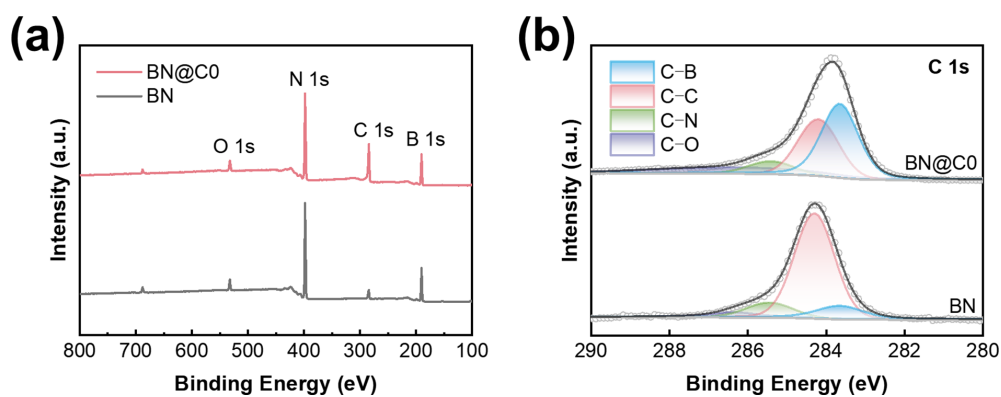 (a)
BN@C0
BN
O 1s
N 1s
C 1s
B 1s
Intensity (a.u.)
800 700 600 500 400 300 200 100
Binding Energy (eV)
(b)
C 1s
C−B
C−C
C−N
C−O
BN@C0
BN
Intensity (a.u.)
290 288 286 284 282 280
Binding Energy (eV)